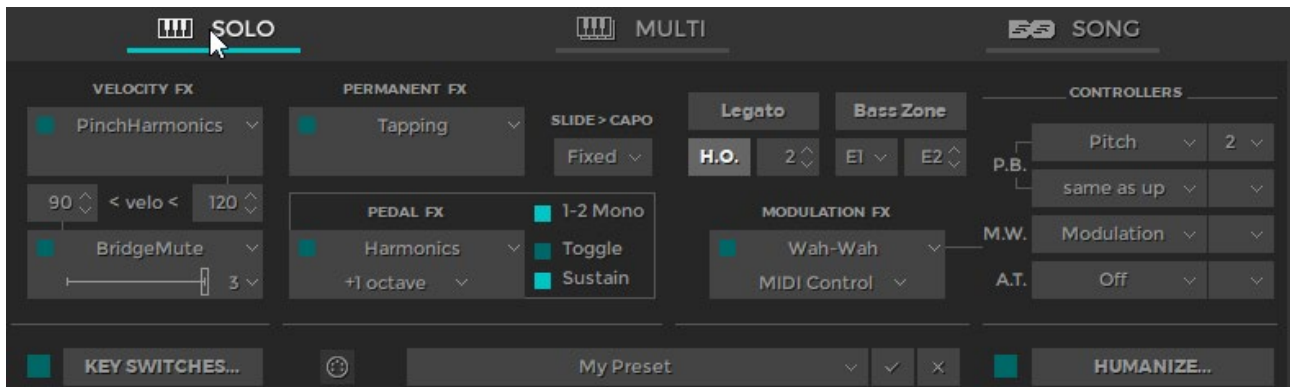 SOLO MULTI SONG
VELOCITY FX PERMANENT FX CONTROLLERS
PinchHarmonics Tapping SLIDE > CAPO Legato Bass Zone
Fixed H.O. 2 E1 E2 Pitch 2
P.B.
90 < velo < 120 same as up
PEDAL FX 1-2 Mono MODULATION FX
BridgeMute Harmonics Toggle Wah-Wah M.W. Modulation
3 +1 octave Sustain MIDI Control A.T. Off
KEY SWITCHES... My Preset HUMANIZE...